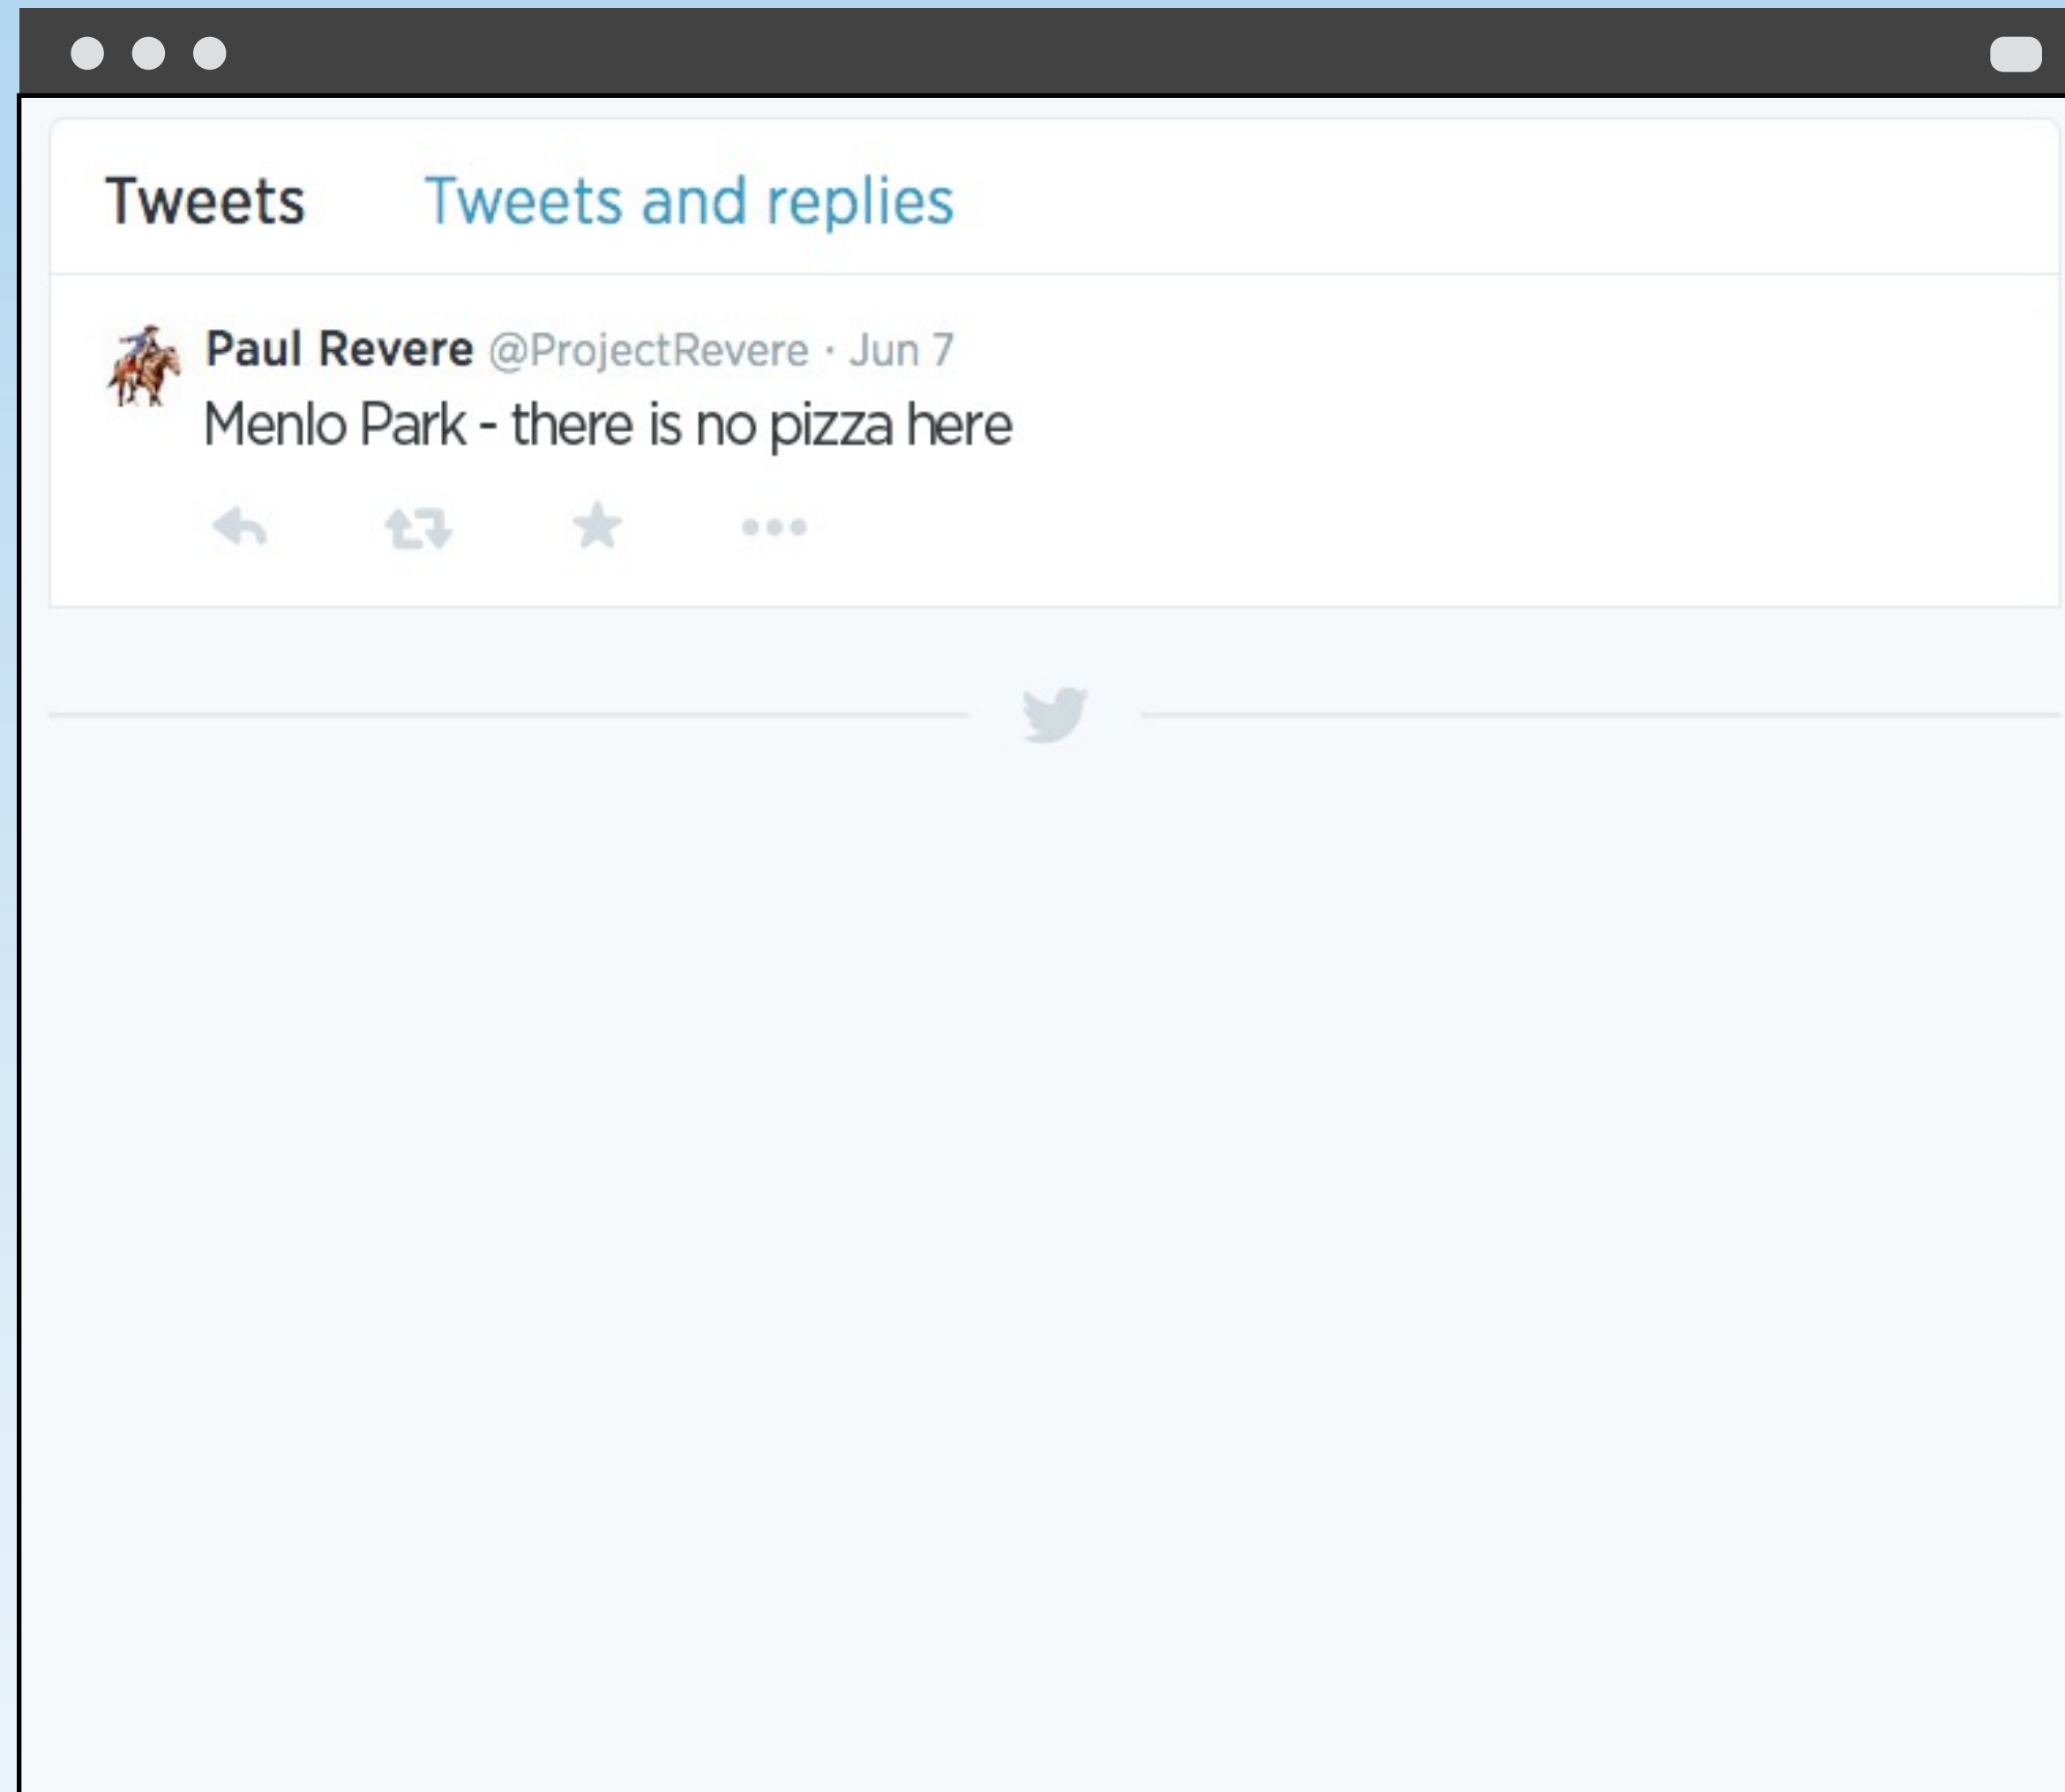 Tweets Tweets and replies
Paul Revere @ProjectRevere · Jun 7
Menlo Park - there is no pizza here